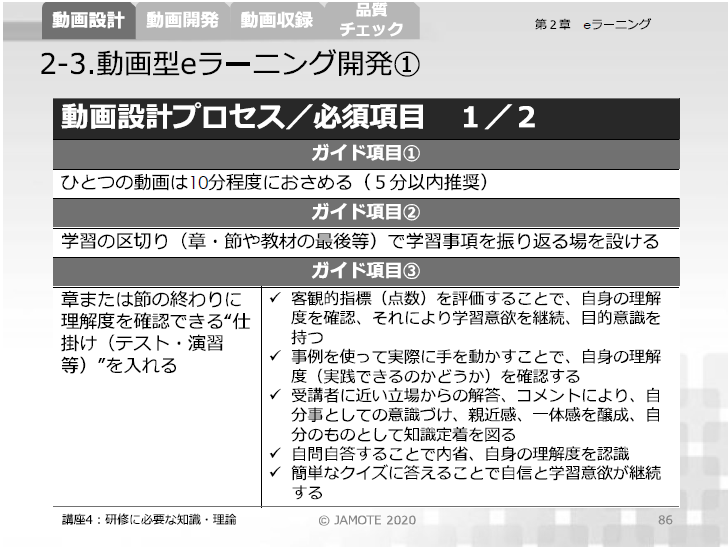 動画設計 動画開発 動画収録 品質
チェック
第2章 eラーニング
2-3.動画型eラーニング開発①
動画設計プロセス／必須項目 １／２
ガイド項目①
ひとつの動画は10分程度におさめる（５分以内推奨）
ガイド項目②
学習の区切り（章・節や教材の最後等）で学習事項を振り返る場を設ける
ガイド項目③
章または節の終わりに
理解度を確認できる“仕
掛け（テスト・演習
等）”を入れる
✓ 客観的指標（点数）を評価することで、自身の理解
度を確認、それにより学習意欲を継続、目的意識を
持つ
✓ 事例を使って実際に手を動かすことで、自身の理解
度（実践できるのかどうか）を確認する
✓ 受講者に近い立場からの解答、コメントにより、自
分事としての意識づけ、親近感、一体感を醸成、自
分のものとして知識定着を図る
✓ 自問自答することで内省、自身の理解度を認識
✓ 簡単なクイズに答えることで自信と学習意欲が継続
する
講座4：研修に必要な知識・理論
© JAMOTE 2020
86